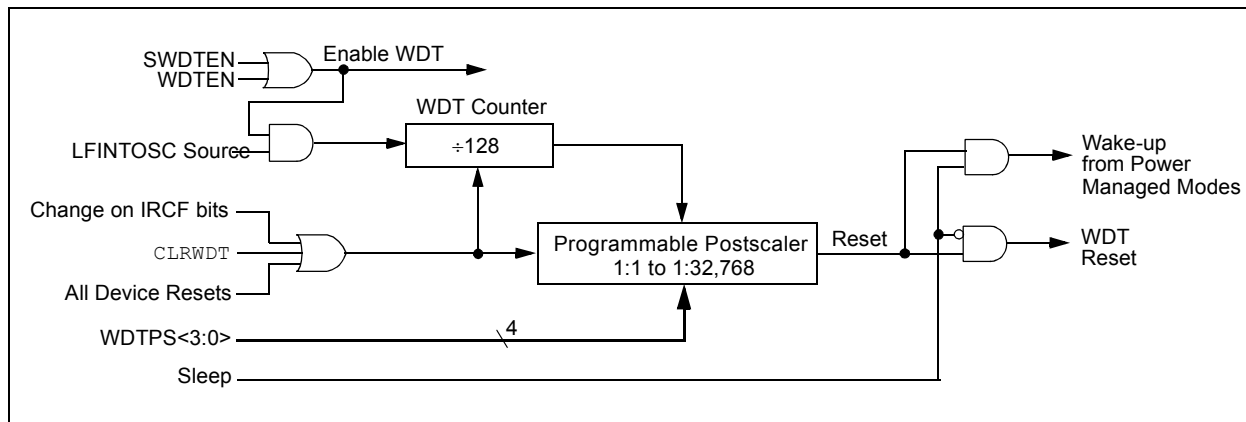 SWDTEN
WDTEN
Enable WDT
WDT Counter
LFINTOSC Source
÷128
Wake-up
from Power
Managed Modes
Change on IRCF bits
CLRWDT
All Device Resets
Programmable Postscaler
1:1 to 1:32,768
Reset
WDT
Reset
WDTPS<3:0>
4
Sleep